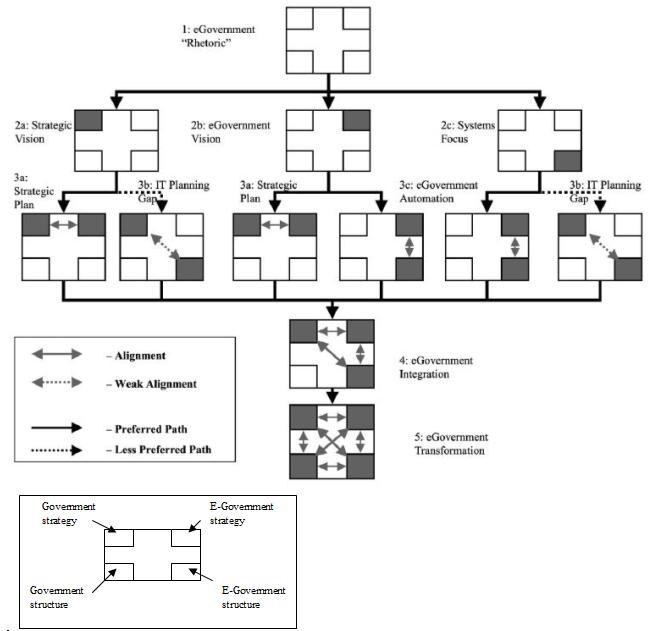 1: eGovernment
“Rhetoric”
2a: Strategic
Vision
2b: eGovernment
Vision
2c: Systems
Focus
3a:
Strategic
Plan
3b: IT Planning
Gap
3a: Strategic
Plan
3c: eGovernment
Automation
3b: IT Planning
Gap
4: eGovernment
Integration
5: eGovernment
Transformation
– Alignment
– Weak Alignment
– Preferred Path
– Less Preferred Path
Government
strategy
E-Government
strategy
Government
structure
E-Government
structure